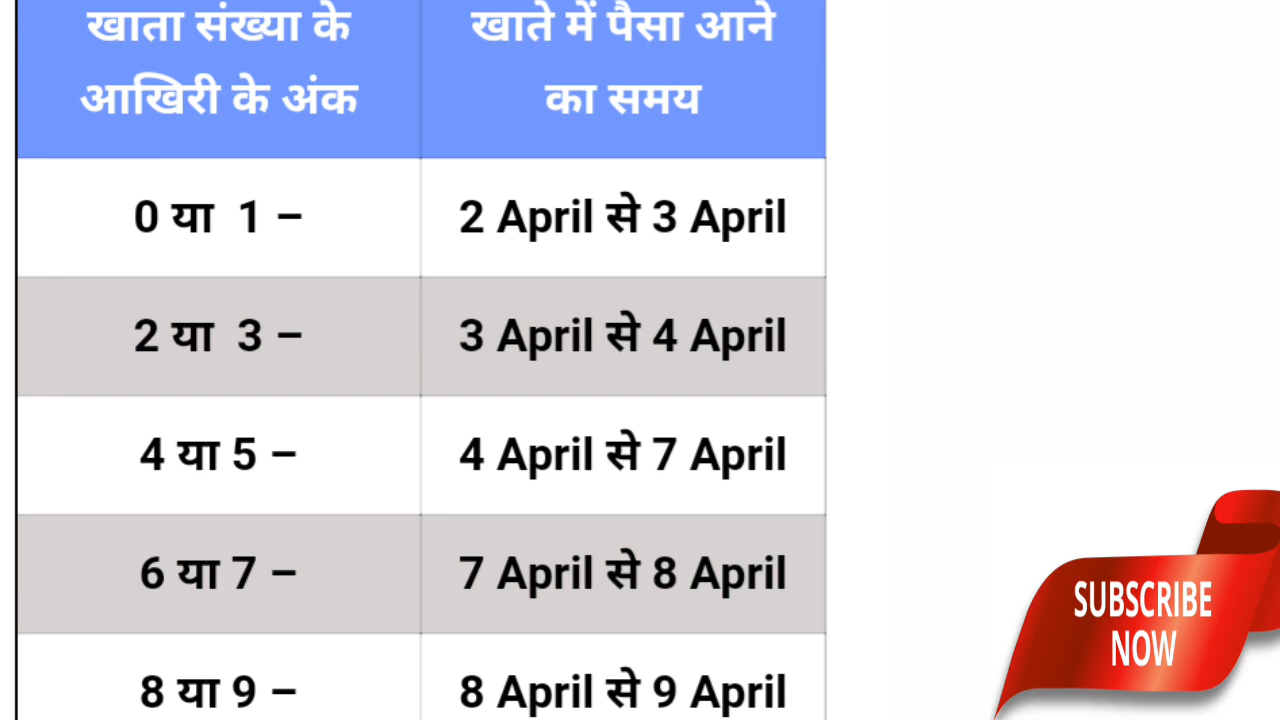 खाता संख्या के खाते में पैसा आने
आखिरी के अंक का समय
0 या 1 – 2 April से 3 April
2 या 3 – 3 April से 4 April
4 या 5 – 4 April से 7 April
6 या 7 – 7 April से 8 April
8 या 9 – 8 April से 9 April
SUBSCRIBE
NOW